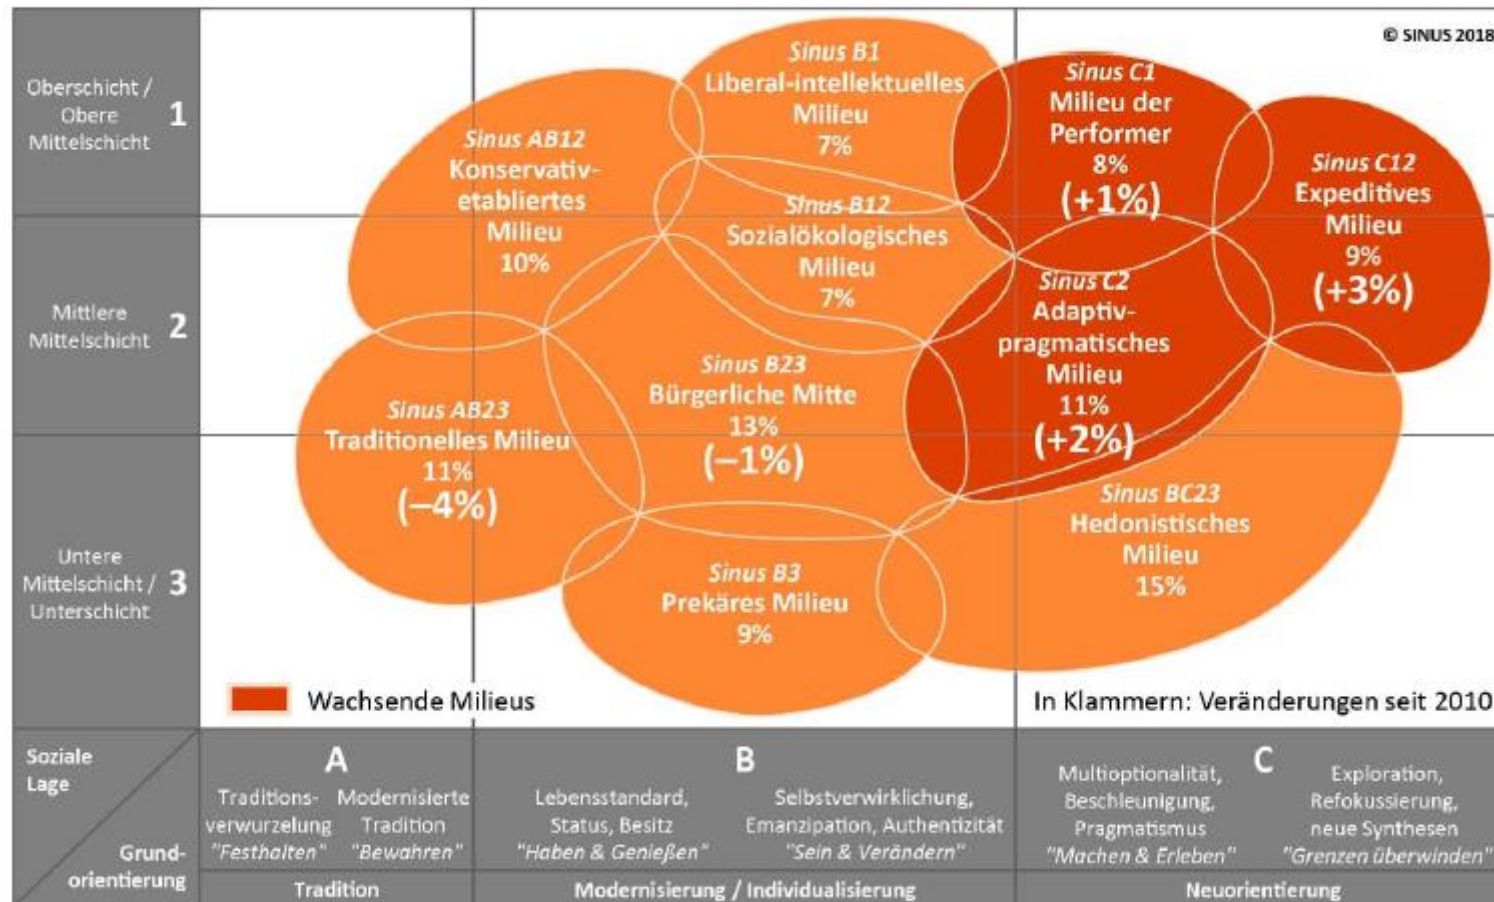 © SINUS 2018
Oberschicht /
Obere
Mittelschicht
1
Sinus B1
Liberal-intellektuelles
Milieu
7%
Sinus C1
Milieu der
Performer
8%
(+1%)
Sinus AB12
Konservativ-
etabliertes
Milieu
10%
Sinus C12
Expeditives
Milieu
9%
(+3%)
Sinus B12
Sozialökologisches
Milieu
7%
Mittlere
Mittelschicht
2
Sinus C2
Adaptiv-
pragmatisches
Milieu
11%
(+2%)
Sinus B23
Bürgerliche Mitte
13%
(–1%)
Sinus AB23
Traditionelles Milieu
11%
(–4%)
Untere
Mittelschicht /
Unterschicht
3
Sinus BC23
Hedonistisches
Milieu
15%
Sinus B3
Prekäres Milieu
9%
Wachsende Milieus
In Klammern: Veränderungen seit 2010
Soziale
Lage
Grund-
orientierung
A
Traditions-
verwurzelung
"Festhalten"
Modernisierte
Tradition
"Bewahren"
Tradition
B
Lebensstandard,
Status, Besitz
"Haben & Genießen"
Selbstverwirklichung,
Emanzipation, Authentizität
"Sein & Verändern"
Modernisierung / Individualisierung
C
Multioptionalität,
Beschleunigung,
Pragmatismus
"Machen & Erleben"
Exploration,
Refokussierung,
neue Synthesen
"Grenzen überwinden"
Neuorientierung